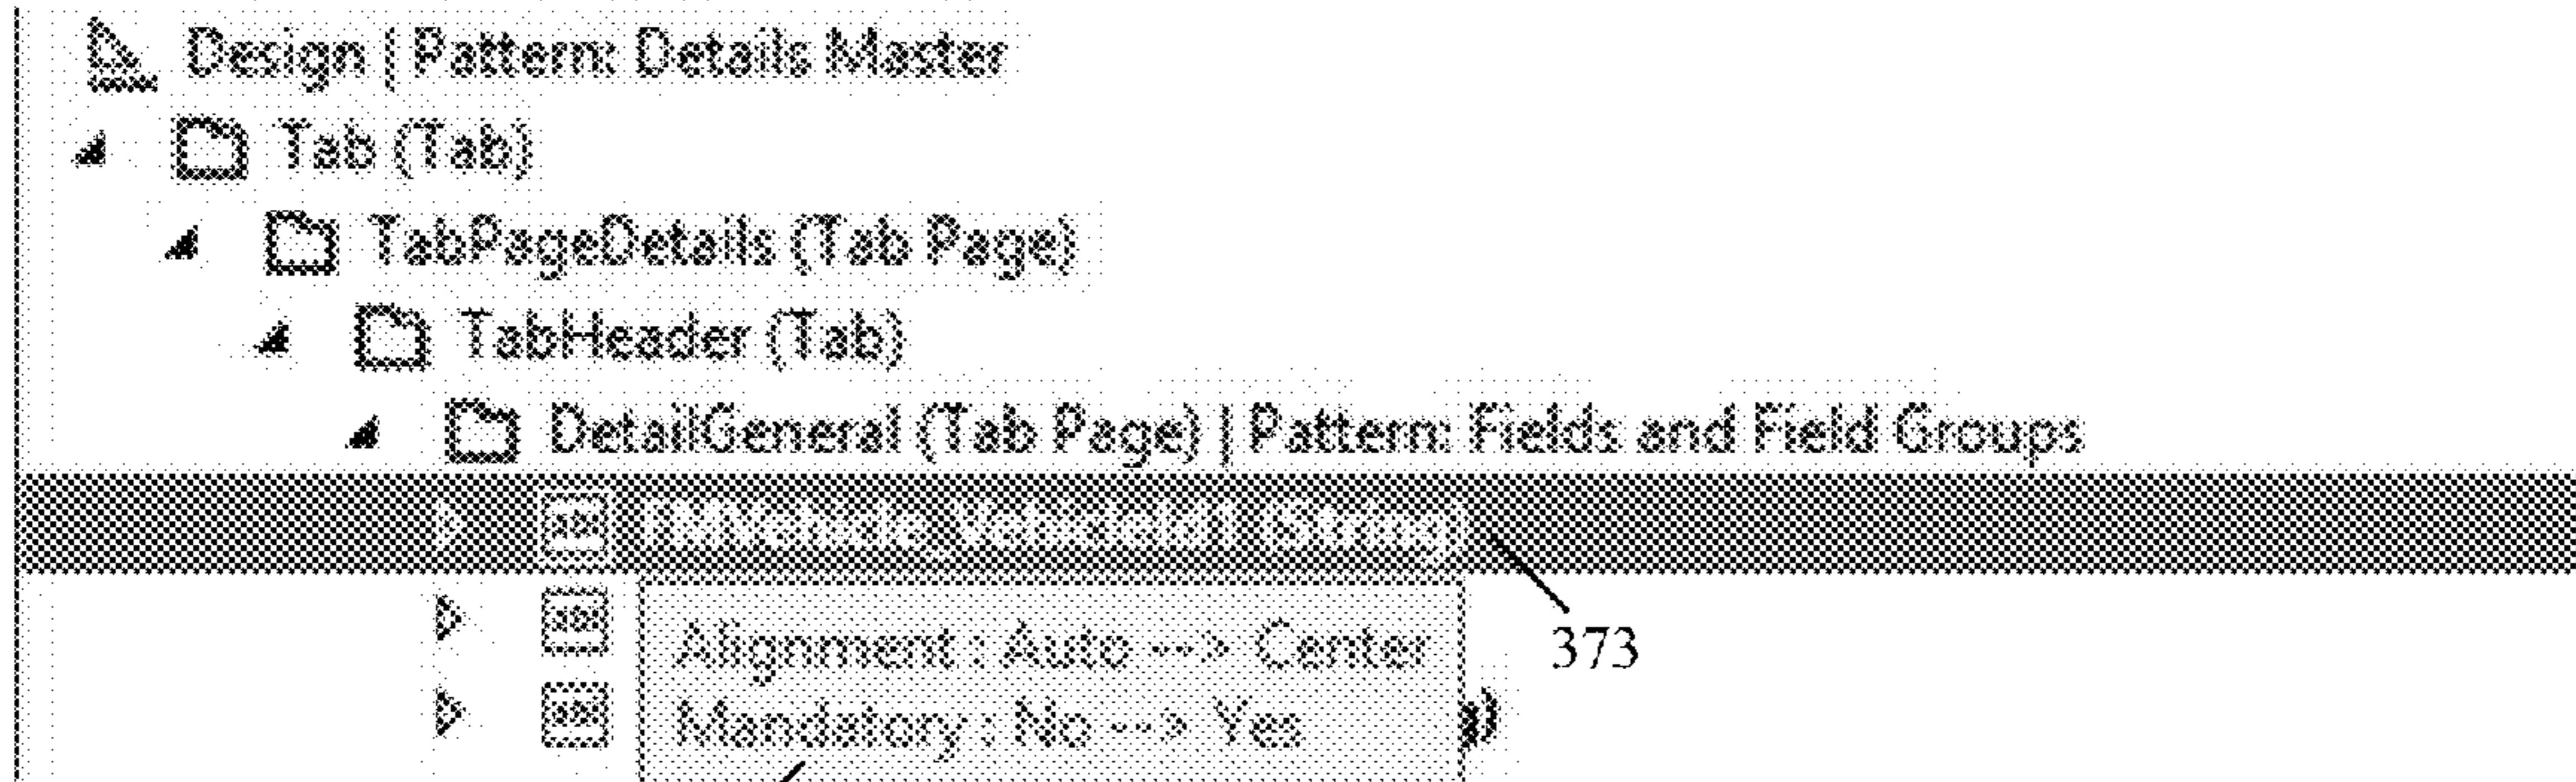 Design | Pattern: Details Master
Tab (Tab)
TabPageDetails (Tab Page)
TabHeader (Tab)
DetailGeneral (Tab Page) | Pattern: Fields and Field Groups
(String)
373
Alignment : Auto ---> Center
Mandatory : No ---> Yes